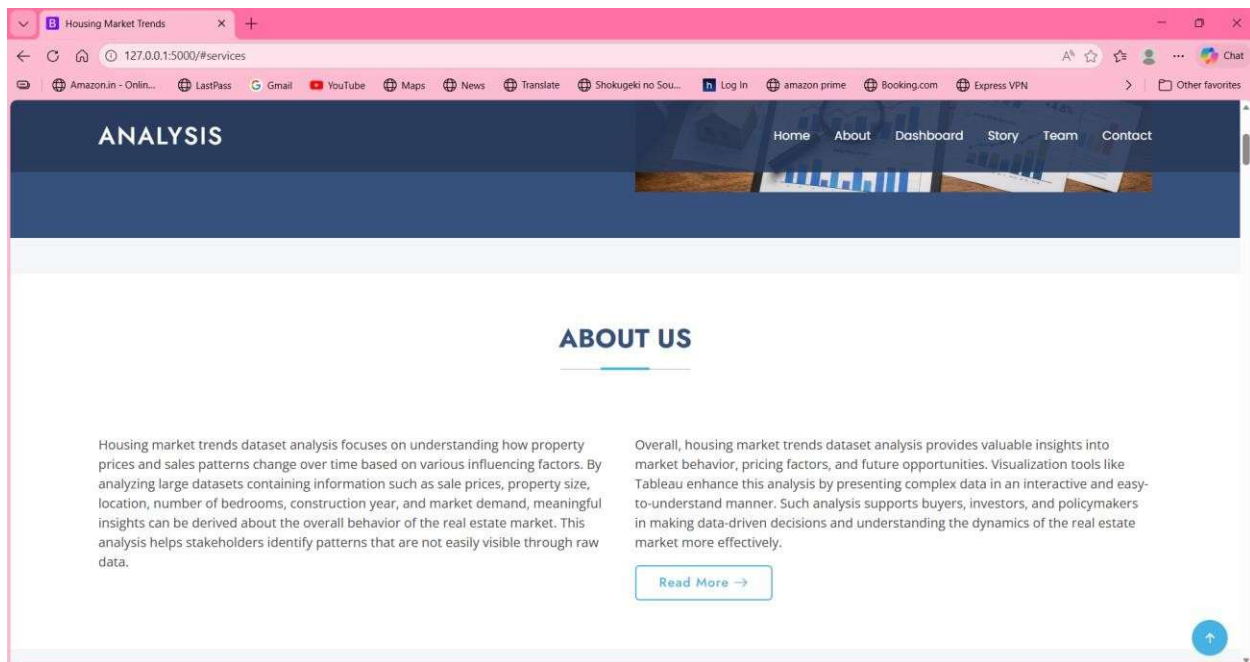 Housing Market Trends
127.0.0.1:5000/#services
Chat
Amazon.in - Onlin... LastPass Gmail YouTube Maps News Translate Shokugeki no Sou... Log In amazon prime Booking.com Express VPN Other favorites
ANALYSIS
Home About Dashboard Story Team Contact
ABOUT US
Housing market trends dataset analysis focuses on understanding how property
prices and sales patterns change over time based on various influencing factors. By
analyzing large datasets containing information such as sale prices, property size,
location, number of bedrooms, construction year, and market demand, meaningful
insights can be derived about the overall behavior of the real estate market. This
analysis helps stakeholders identify patterns that are not easily visible through raw
data.
Overall, housing market trends dataset analysis provides valuable insights into
market behavior, pricing factors, and future opportunities. Visualization tools like
Tableau enhance this analysis by presenting complex data in an interactive and easy-
to-understand manner. Such analysis supports buyers, investors, and policymakers
in making data-driven decisions and understanding the dynamics of the real estate
market more effectively.
Read More →